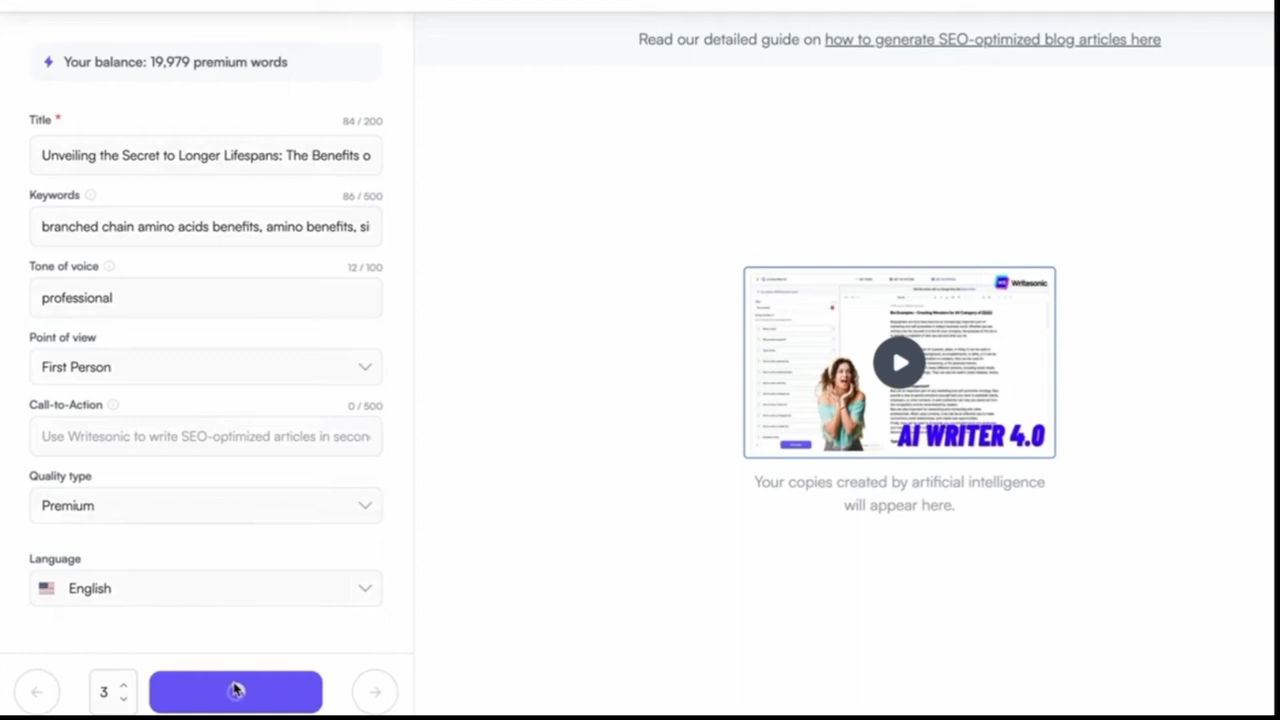 Read our detailed guide on how to generate SEO-optimized blog articles here
Your balance: 19,979 premium words
Title *
84 / 200
Unveiling the Secret to Longer Lifespans: The Benefits o
Keywords
86 / 500
branched chain amino acids benefits, amino benefits, si
Tone of voice
12 / 100
professional
Point of view
First Person
Call-to-Action
0 / 500
Use Writesonic to write SEO-optimized articles in secon
Quality type
Premium
Language
English
3
Writesonic
AI WRITER 4.0
Your copies created by artificial intelligence
will appear here.